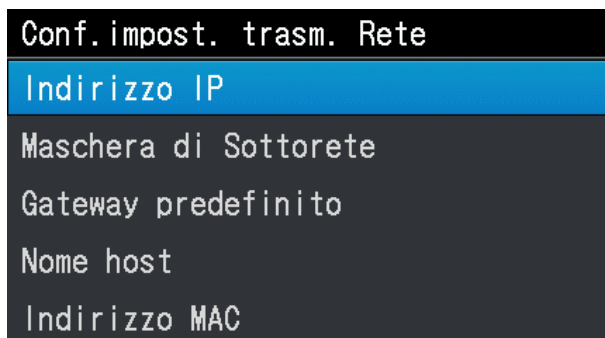 Conf.impost. trasm. Rete
Indirizzo IP
Maschera di Sottorete
Gateway predefinito
Nome host
Indirizzo MAC